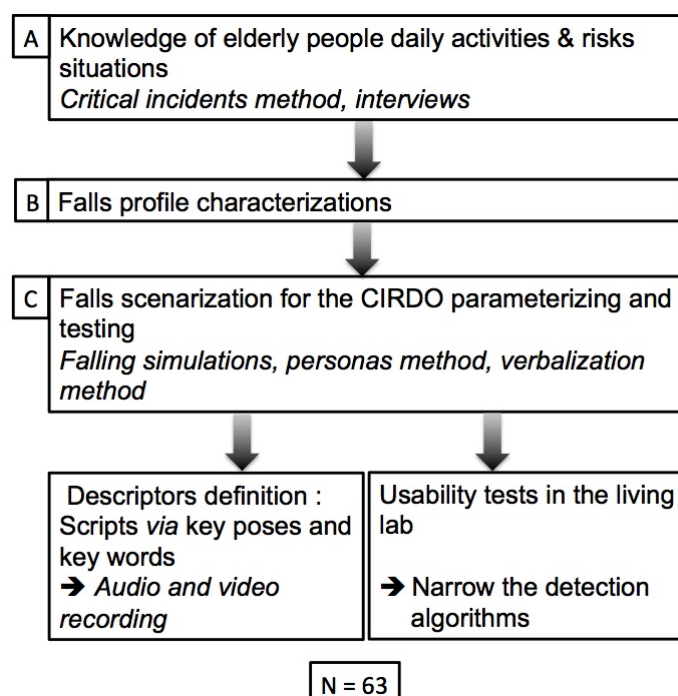 A
Knowledge of elderly people daily activities & risks
situations
Critical incidents method, interviews
B
Falls profile characterizations
C
Falls scenarization for the CIRDO parameterizing and
testing
Falling simulations, personas method, verbalization
method
Descriptors definition :
Scripts via key poses and
key words
➔ Audio and video
recording
Usability tests in the living
lab
➔ Narrow the detection
algorithms
N = 63